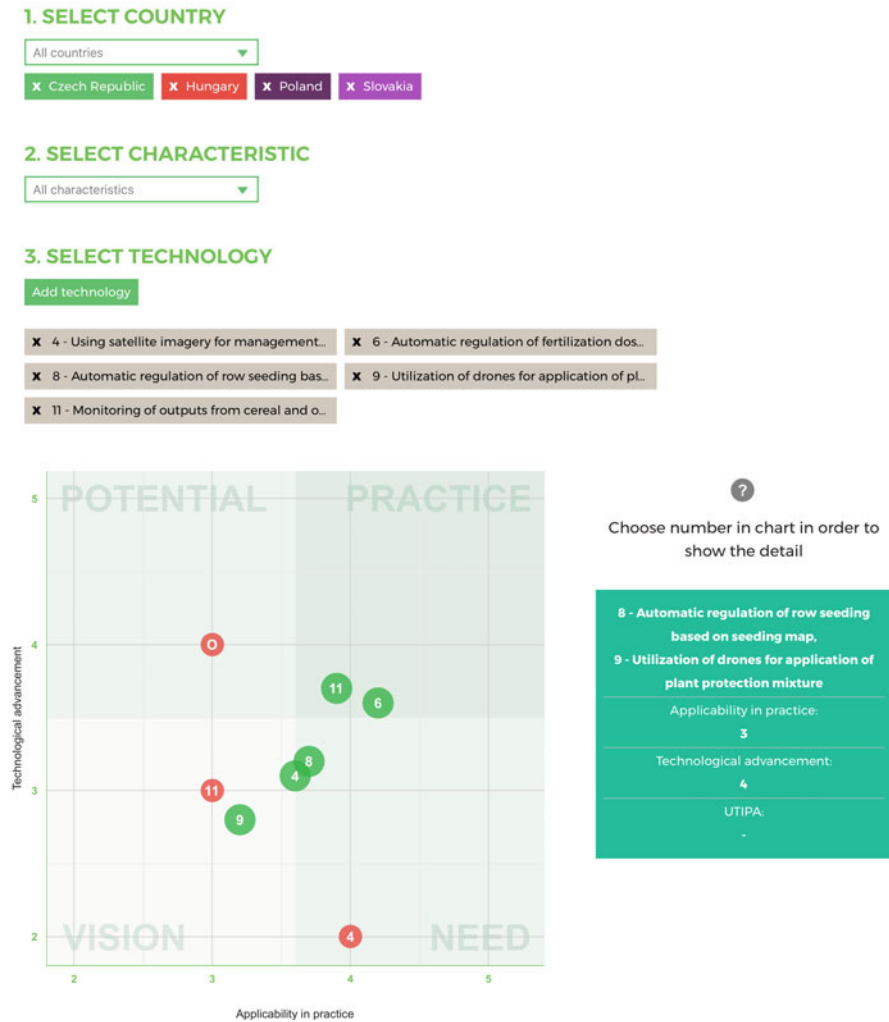 1. SELECT COUNTRY
All countries
x Czech Republic x Hungary x Poland x Slovakia
2. SELECT CHARACTERISTIC
All characteristics
3. SELECT TECHNOLOGY
Add technology
x 4 - Using satellite imagery for management... x 6 - Automatic regulation of fertilization dos...
x 8 - Automatic regulation of row seeding bas... x 9 - Utilization of drones for application of pl...
x 11 - Monitoring of outputs from cereal and o...
POTENTIAL PRACTICE
5
4
3
2
O
11
6
8
4
11
9
4
VISION NEED
2 3 4 5
Technological advancement
Applicability in practice
?
Choose number in chart in order to
show the detail
8 - Automatic regulation of row seeding
based on seeding map,
9 - Utilization of drones for application of
plant protection mixture
Applicability in practice:
3
Technological advancement:
4
UTIPA:
-